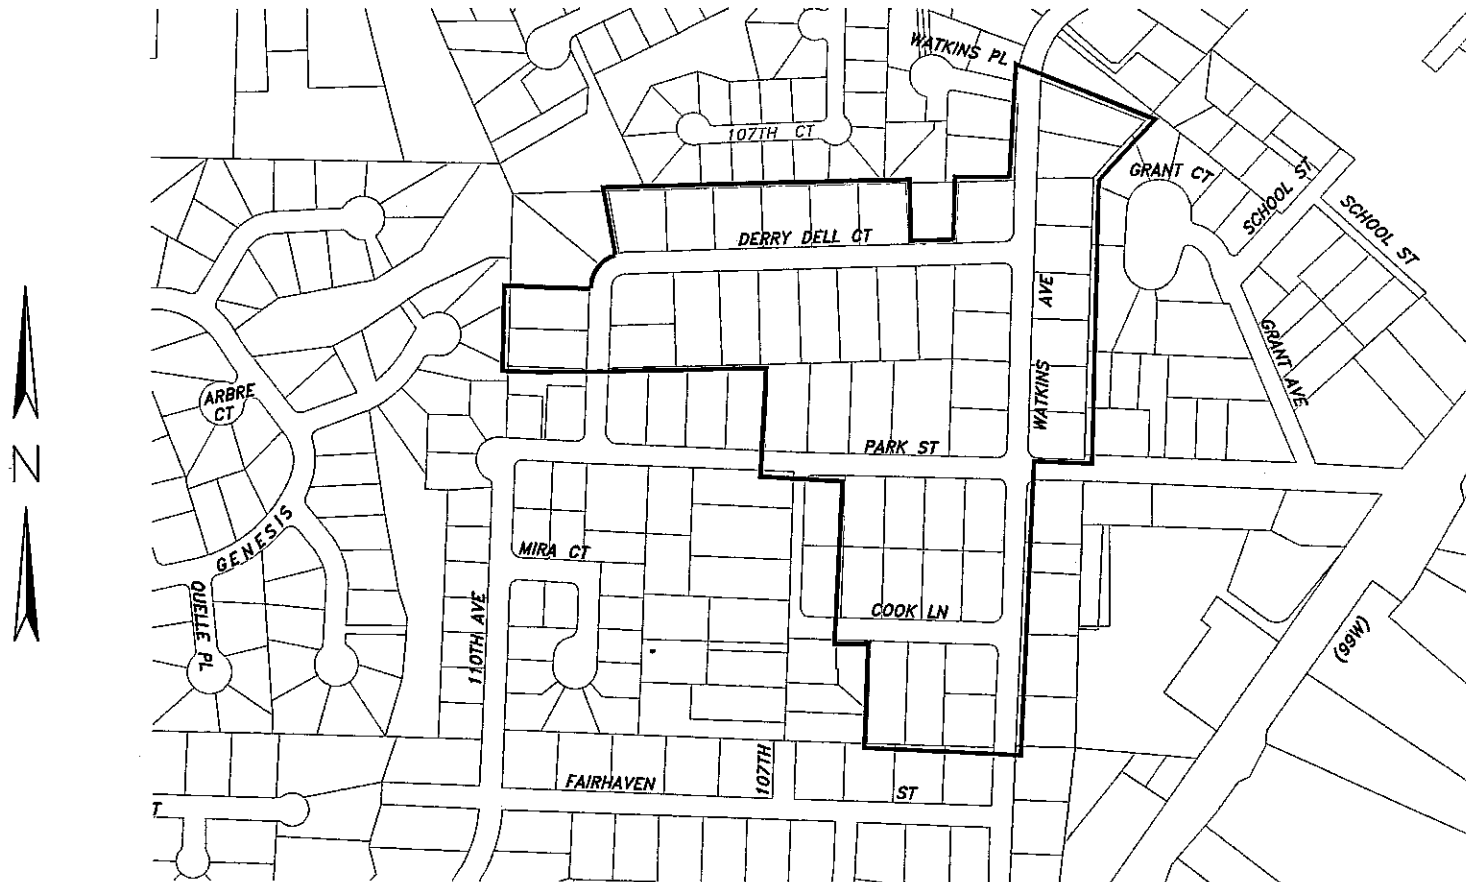 WATKINS PL
107TH CT
GRANT CT
SCHOOL ST
SCHOOL ST
DERRY DELL CT
AVE
WATKINS
GRANT AVE
ARBRE
CT
PARK ST
N
GENESIS
MIRA CT
QUELLE PL
110TH AVE
COOK LN
(99W)
FAIRHAVEN
107TH
ST
T